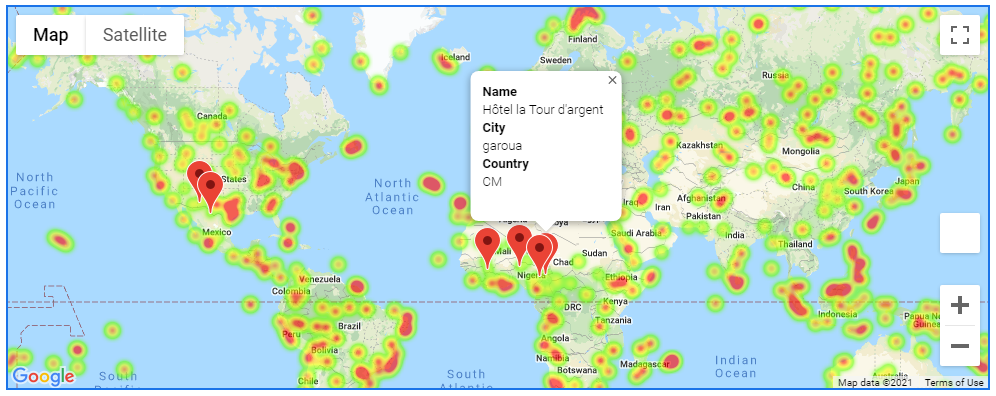 Map
Satellite
Finland
Iceland
Sweden
Russia
Canada
Name
Hôtel la Tour d'argent
City
garoua
Country
CM
Kazakhstan
Mongolia
North
Pacific
Ocean
States
North
Atlantic
Ocean
China
South Korea
Japan
Afghanistan
Iraq
Iran
Pakistan
Mexico
Saudi Arabia
India
Thailand
Mali
Chad
Sudan
Nigeria
Ethiopia
Venezuela
Colombia
Kenya
DRC
Tanzania
Indonesia
Papua New
Guinea
Brazil
Peru
Bolivia
Angola
Namibia
Botswana
Madagascar
Indian
Ocean
Chile
South
Atlantic
South
Google
Map data ©2021
Terms of Use